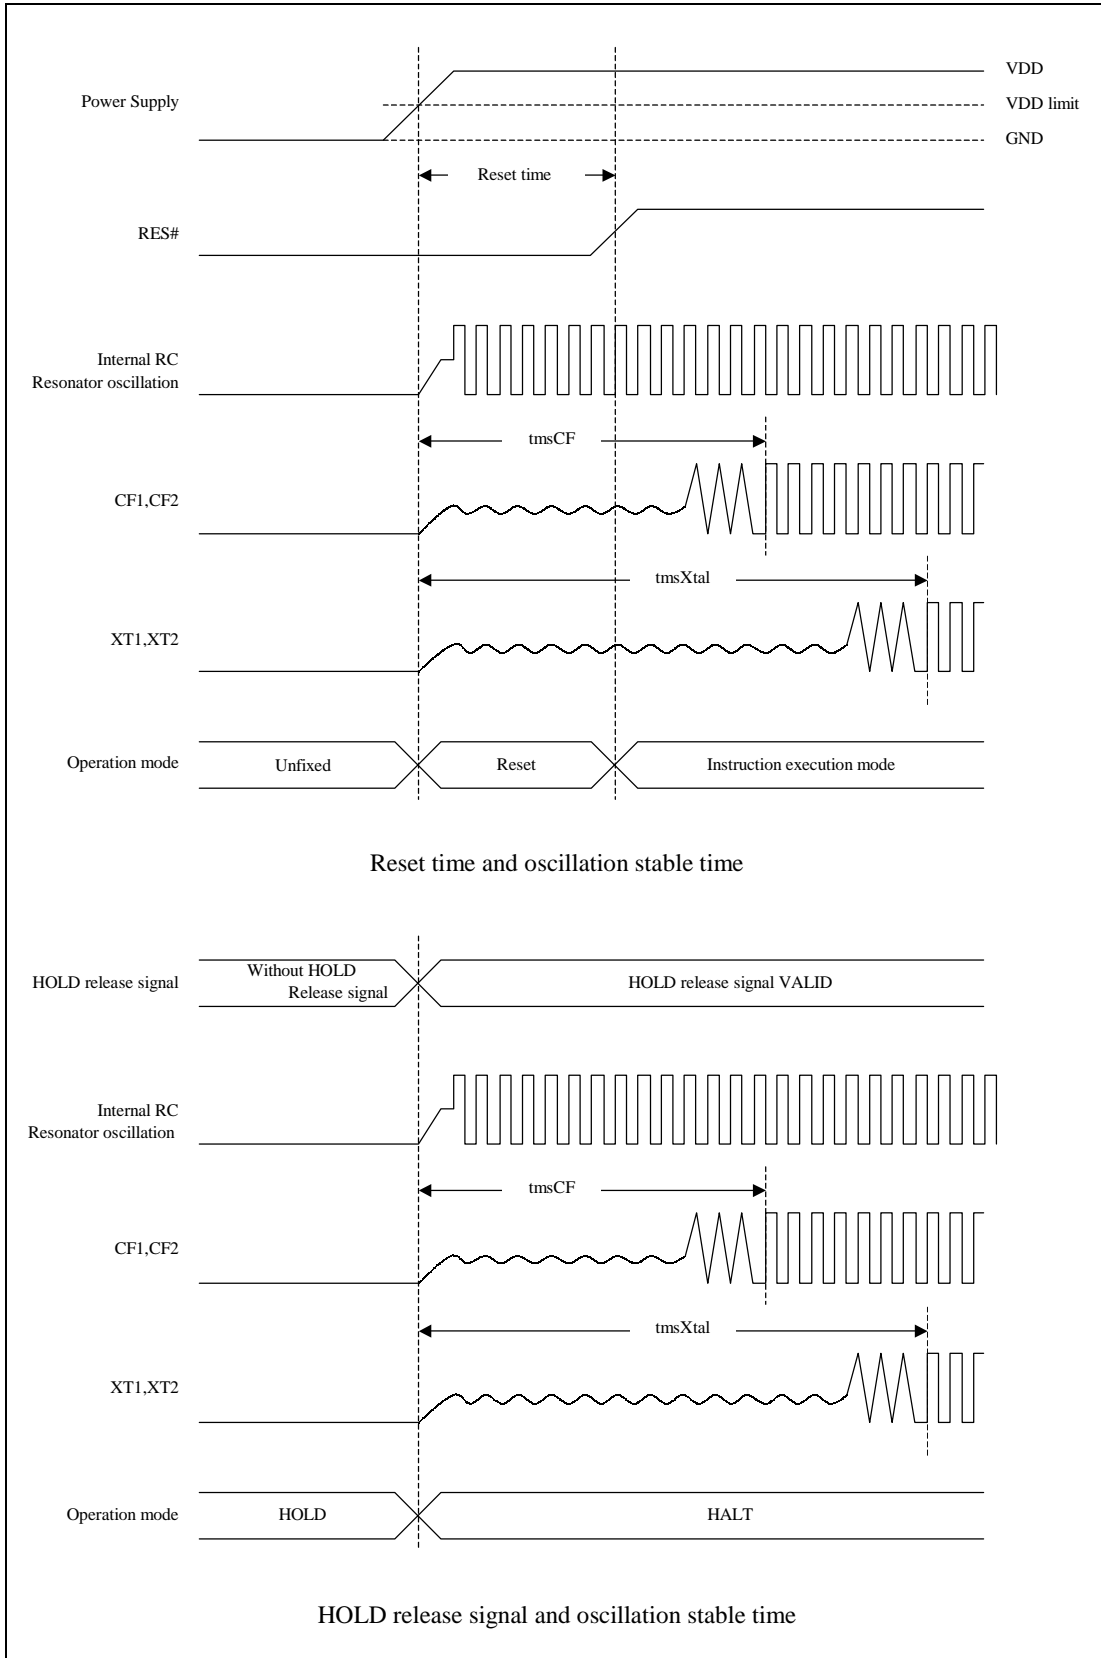 VDD
Power Supply
VDD limit
GND
Reset time
RES#
Internal RC
Resonator oscillation
tmsCF
CF1,CF2
tmsXtal
XT1,XT2
Operation mode
Unfixed
Reset
Instruction execution mode
Reset time and oscillation stable time
HOLD release signal
Without HOLD
Release signal
HOLD release signal VALID
Internal RC
Resonator oscillation
tmsCF
CF1,CF2
tmsXtal
XT1,XT2
Operation mode
HOLD
HALT
HOLD release signal and oscillation stable time